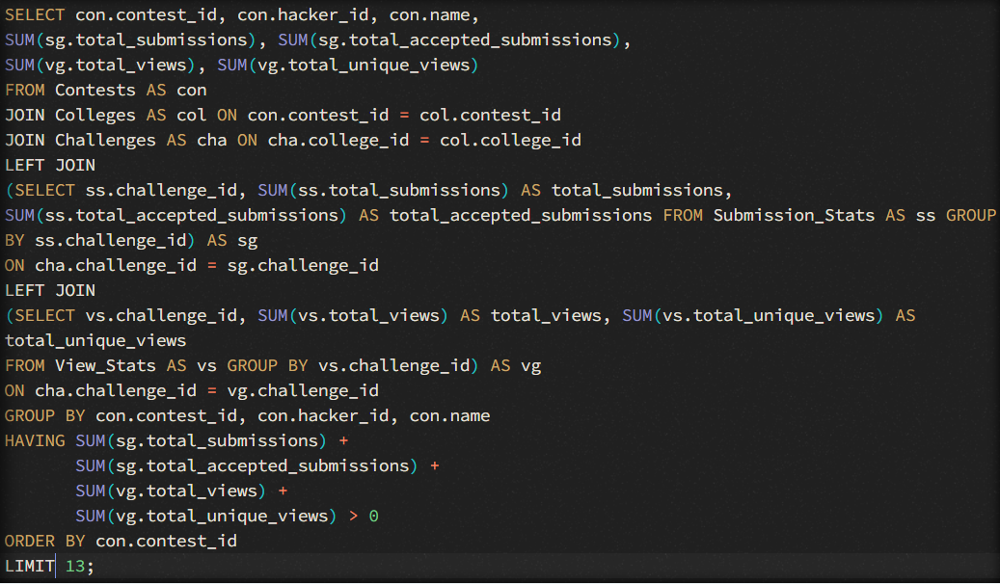 SELECT con.contest_id, con.hacker_id, con.name,
SUM(sg.total_submissions), SUM(sg.total_accepted_submissions),
SUM(vg.total_views), SUM(vg.total_unique_views)
FROM Contests AS con
JOIN Colleges AS col ON con.contest_id = col.contest_id
JOIN Challenges AS cha ON cha.college_id = col.college_id
LEFT JOIN
(SELECT ss.challenge_id, SUM(ss.total_submissions) AS total_submissions,
SUM(ss.total_accepted_submissions) AS total_accepted_submissions FROM Submission_Stats AS ss GROUP
BY ss.challenge_id) AS sg
ON cha.challenge_id = sg.challenge_id
LEFT JOIN
(SELECT vs.challenge_id, SUM(vs.total_views) AS total_views, SUM(vs.total_unique_views) AS
total_unique_views
FROM View_Stats AS vs GROUP BY vs.challenge_id) AS vg
ON cha.challenge_id = vg.challenge_id
GROUP BY con.contest_id, con.hacker_id, con.name
HAVING SUM(sg.total_submissions) +
       SUM(sg.total_accepted_submissions) +
       SUM(vg.total_views) +
       SUM(vg.total_unique_views) > 0
ORDER BY con.contest_id
LIMIT 13;